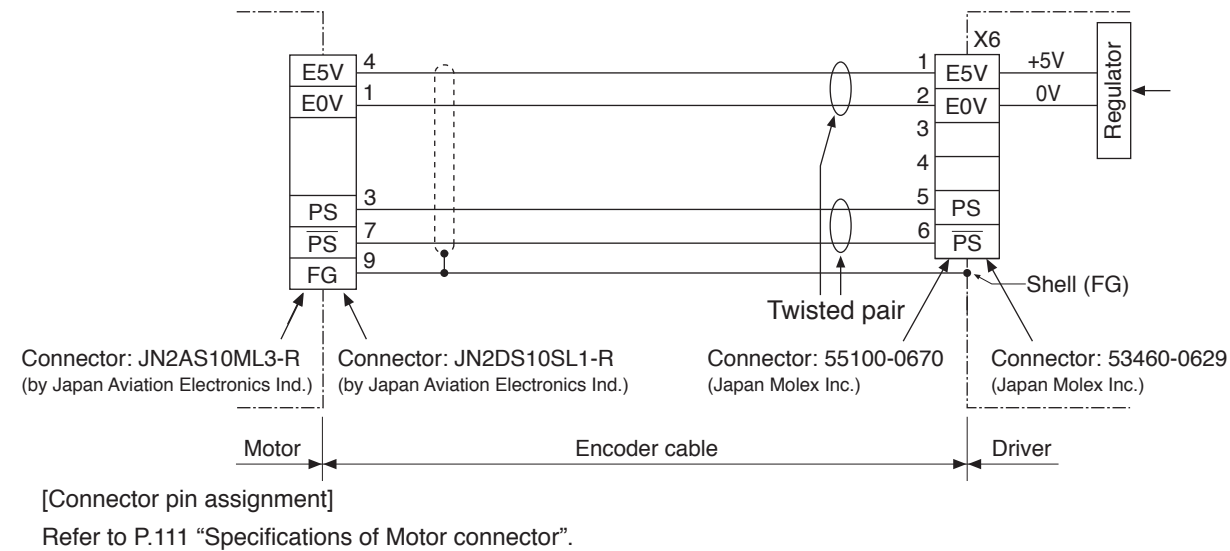 X6
E5V 4 1 E5V +5V
E0V 1 2 E0V 0V
Regulator
3
4
PS 3 5 PS
P̅S̅ 7 6 P̅S̅
FG 9
Shell (FG)
Twisted pair
Connector: JN2AS10ML3-R
(by Japan Aviation Electronics Ind.)
Connector: JN2DS10SL1-R
(by Japan Aviation Electronics Ind.)
Connector: 55100-0670
(Japan Molex Inc.)
Connector: 53460-0629
(Japan Molex Inc.)
Motor Encoder cable Driver
[Connector pin assignment]
Refer to P.111 “Specifications of Motor connector”.